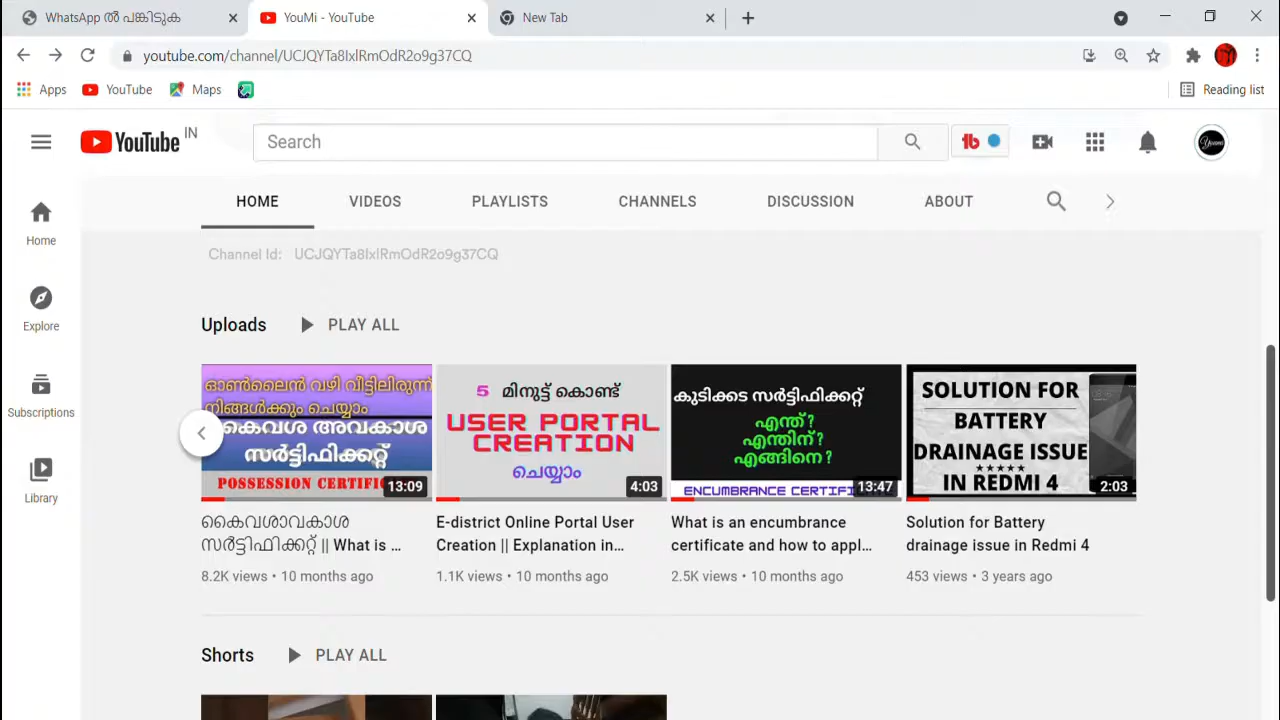 WhatsApp ൽ പങ്കിടുക
YouMi - YouTube
New Tab
youtube.com/channel/UCJQYTa8IxlRmOdR2o9g37CQ
Apps
YouTube
Maps
Reading list
YouTube IN
Search
HOME
VIDEOS
PLAYLISTS
CHANNELS
DISCUSSION
ABOUT
Home
Explore
Subscriptions
Library
Channel Id: UCJQYTa8IxlRmOdR2o9g37CQ
Uploads
PLAY ALL
ഓൺലൈൻ വഴി വീട്ടിലിരുന്ന്
നിങ്ങൾക്കും ചെയ്യാം
കൈവശ അവകാശ
സർട്ടിഫിക്കറ്റ്
POSSESSION CERTIFIC
13:09
കൈവശാവകാശ
സർട്ടിഫിക്കറ്റ് || What is ...
8.2K views • 10 months ago
5 മിനുട്ട് കൊണ്ട്
USER PORTAL
CREATION
ചെയ്യാം
4:03
E-district Online Portal User
Creation || Explanation in...
1.1K views • 10 months ago
കുടിക്കട സർട്ടിഫിക്കറ്റ്
എന്ത്?
എന്തിന്?
എങ്ങിനെ?
ENCUMBRANCE CERTIFI
13:47
What is an encumbrance
certificate and how to appl...
2.5K views • 10 months ago
SOLUTION FOR
BATTERY
DRAINAGE ISSUE
IN REDMI 4
2:03
Solution for Battery
drainage issue in Redmi 4
453 views • 3 years ago
Shorts
PLAY ALL